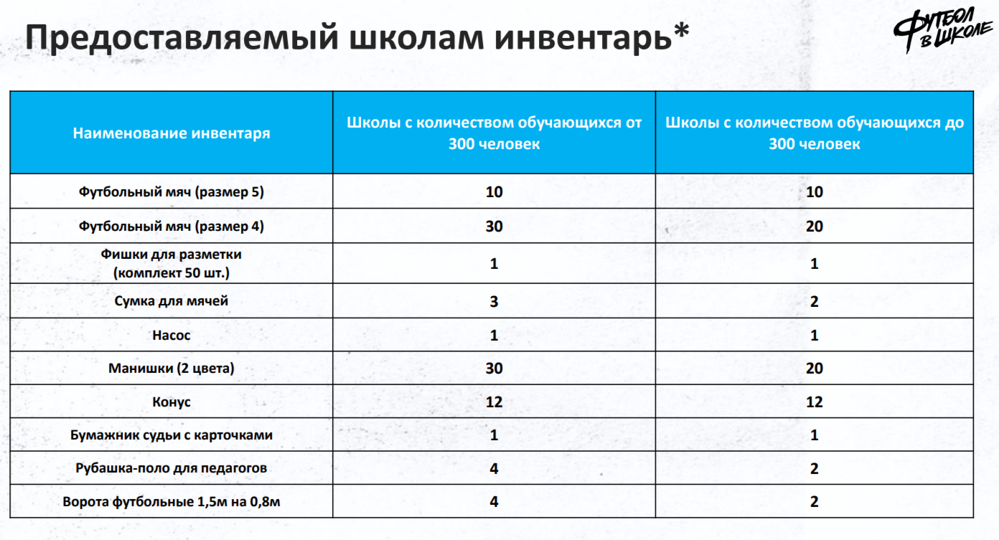 Предоставляемый школам инвентарь*
ФУТБОЛ
В ШКОЛЕ
Наименование инвентаря
Школы с количеством обучающихся от
300 человек
Школы с количеством обучающихся до
300 человек
Футбольный мяч (размер 5)
10
10
Футбольный мяч (размер 4)
30
20
Фишки для разметки
(комплект 50 шт.)
1
1
Сумка для мячей
3
2
Насос
1
1
Манишки (2 цвета)
30
20
Конус
12
12
Бумажник судьи с карточками
1
1
Рубашка-поло для педагогов
4
2
Ворота футбольные 1,5м на 0,8м
4
2